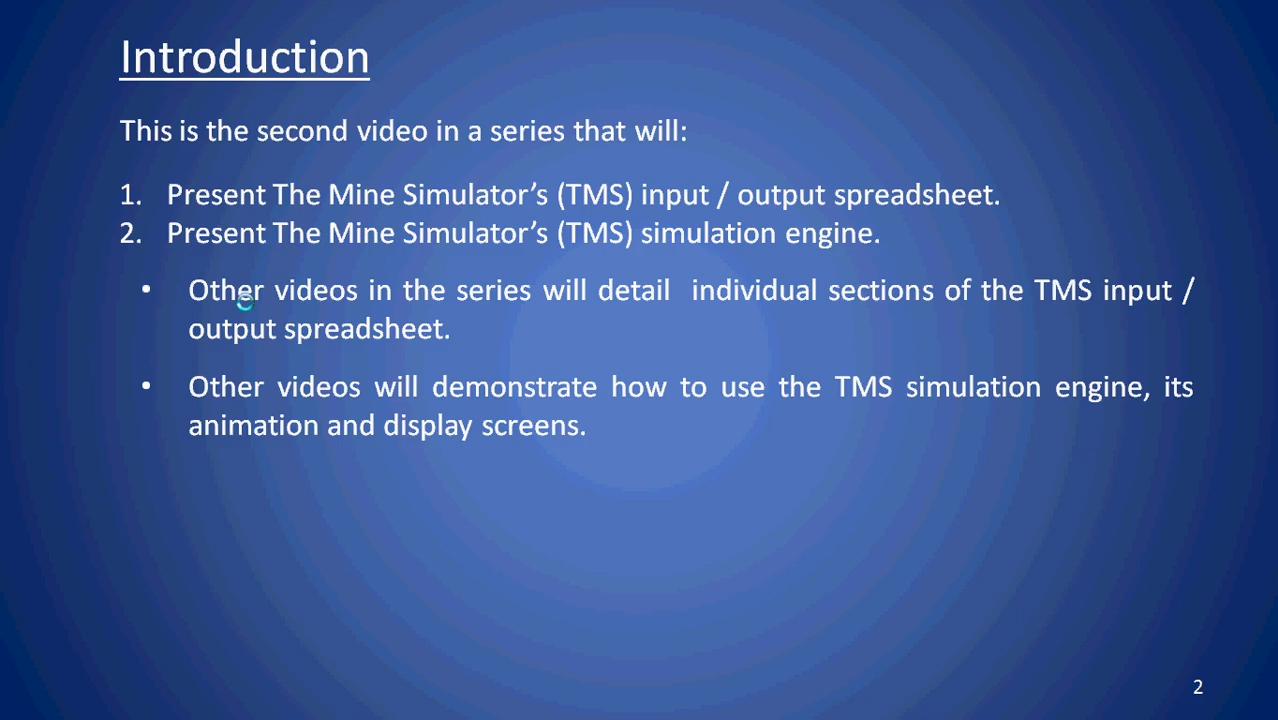 Introduction
This is the second video in a series that will:
1. Present The Mine Simulator’s (TMS) input / output spreadsheet.
2. Present The Mine Simulator’s (TMS) simulation engine.
• Other videos in the series will detail individual sections of the TMS input /
output spreadsheet.
• Other videos will demonstrate how to use the TMS simulation engine, its
animation and display screens.
2